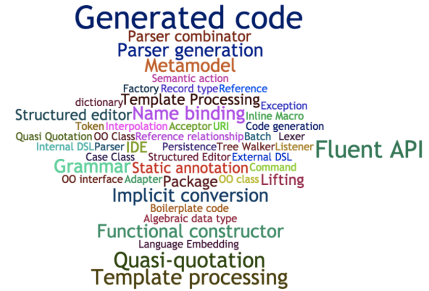 Generated code
Parser combinator
Parser generation
Metamodel
Semantic action
Factory Record type Reference
dictionary Template Processing Exception
Structured editor Name binding Inline Macro
Token Interpolation Acceptor URI Code generation
Quasi Quotation OO Class Reference relationship Batch Lexer
Internal DSL Parser IDE Persistence Tree Walker Listener Fluent API
Case Class Structured Editor External DSL
Grammar Static annotation Command
OO interface Adapter Package OO class Lifting
Implicit conversion
Boilerplate code
Algebraic data type
Functional constructor
Language Embedding
Quasi-quotation
Template processing